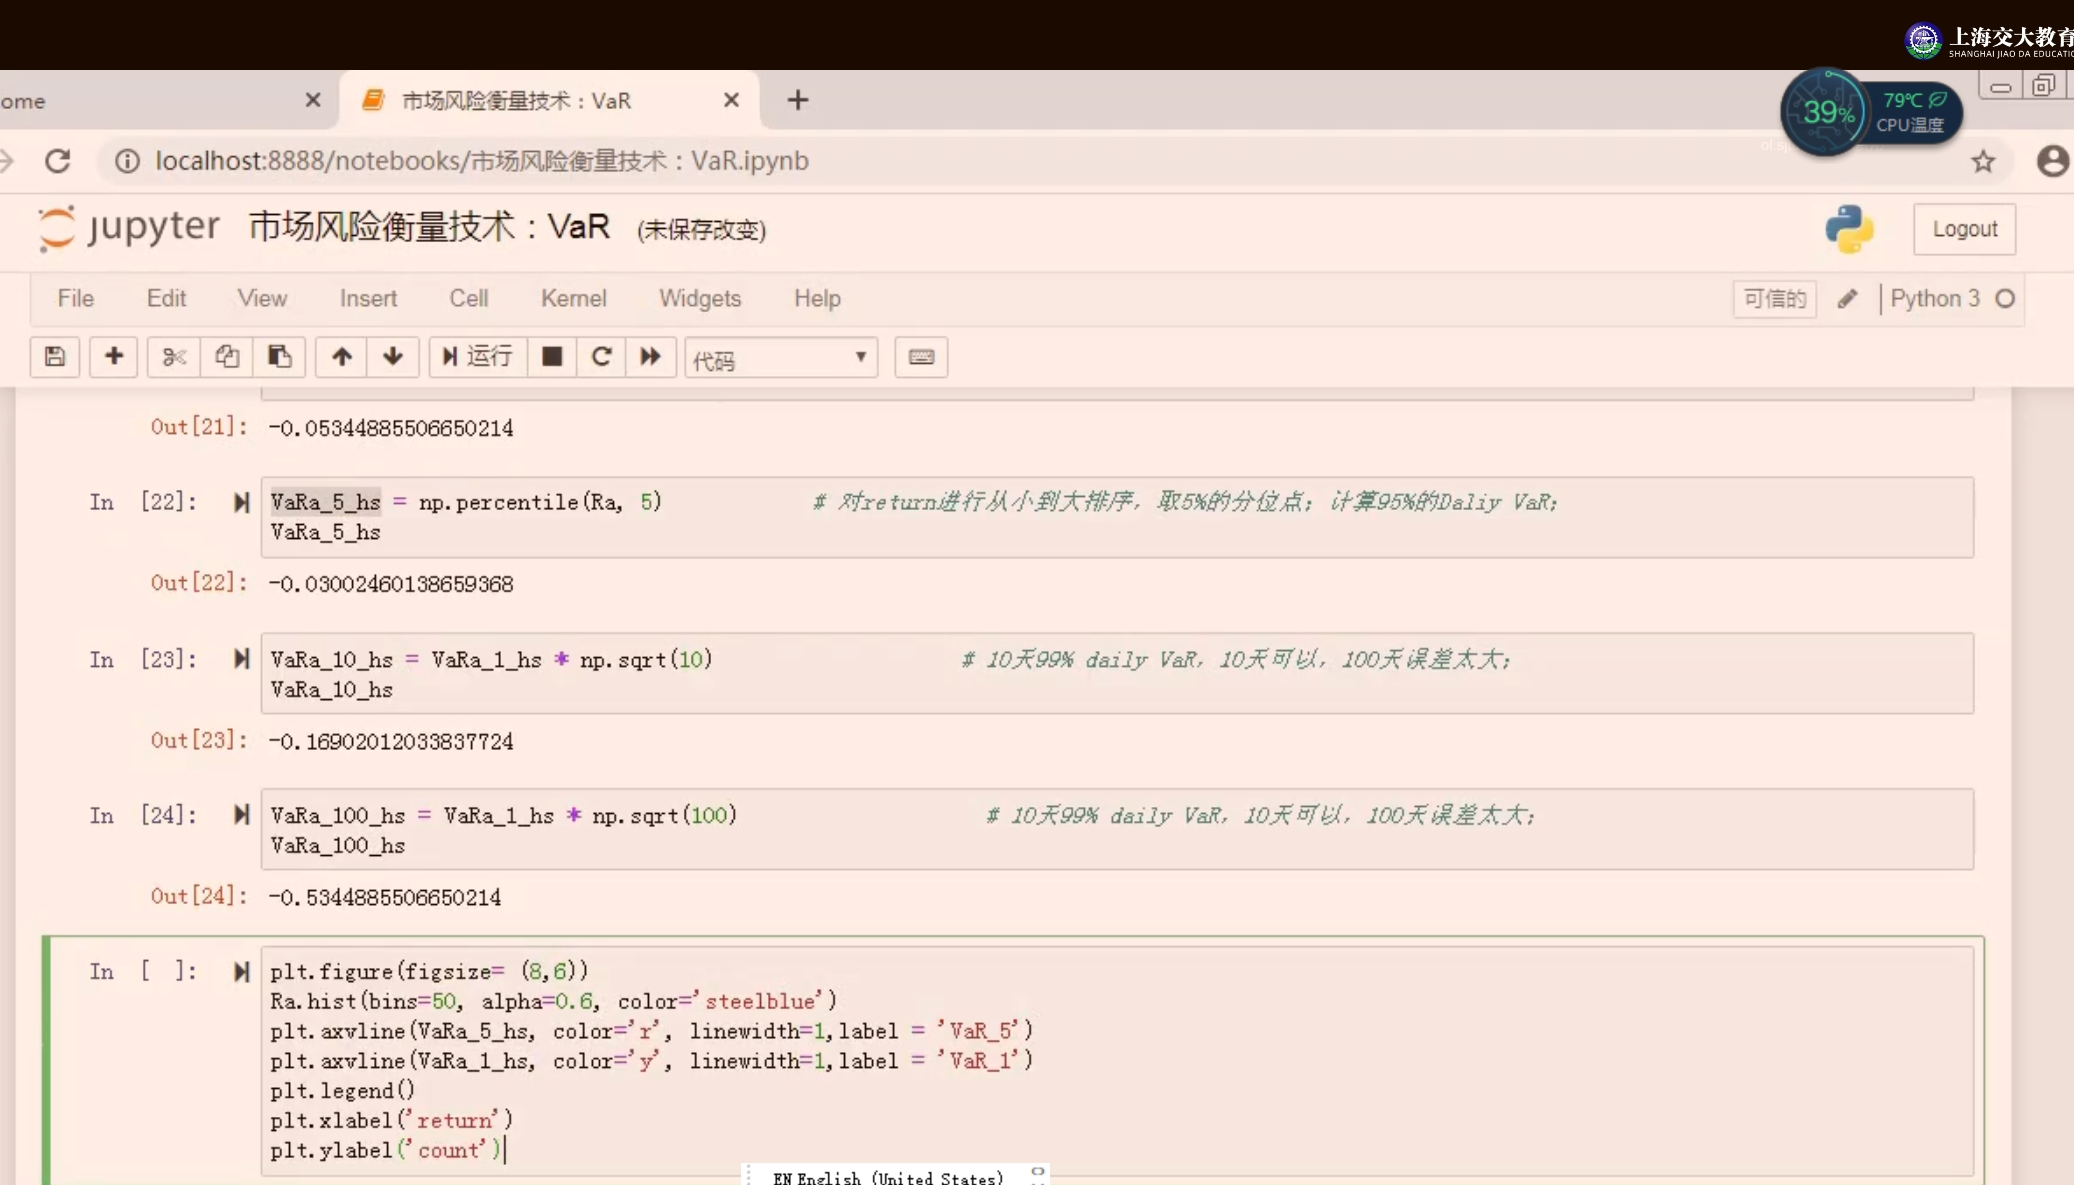 上海交大教育
SHANGHAI JIAO DA EDUCATIO
ome
市场风险衡量技术：VaR
39%
79℃
CPU温度
localhost:8888/notebooks/市场风险衡量技术：VaR.ipynb
jupyter 市场风险衡量技术：VaR (未保存改变)
Logout
File Edit View Insert Cell Kernel Widgets Help
可信的 Python 3
运行 代码
Out[21]: -0.05344885506650214
In [22]: VaRa_5_hs = np.percentile(Ra, 5) # 对return进行从小到大排序，取5%的分位点；计算95%的Daliy VaR；
VaRa_5_hs
Out[22]: -0.03002460138659368
In [23]: VaRa_10_hs = VaRa_1_hs * np.sqrt(10) # 10天99% daily VaR，10天可以，100天误差太大；
VaRa_10_hs
Out[23]: -0.16902012033837724
In [24]: VaRa_100_hs = VaRa_1_hs * np.sqrt(100) # 10天99% daily VaR，10天可以，100天误差太大；
VaRa_100_hs
Out[24]: -0.5344885506650214
In [ ]: plt.figure(figsize= (8,6))
Ra.hist(bins=50, alpha=0.6, color='steelblue')
plt.axvline(VaRa_5_hs, color='r', linewidth=1,label = 'VaR_5')
plt.axvline(VaRa_1_hs, color='y', linewidth=1,label = 'VaR_1')
plt.legend()
plt.xlabel('return')
plt.ylabel('count')
EN English (United States)